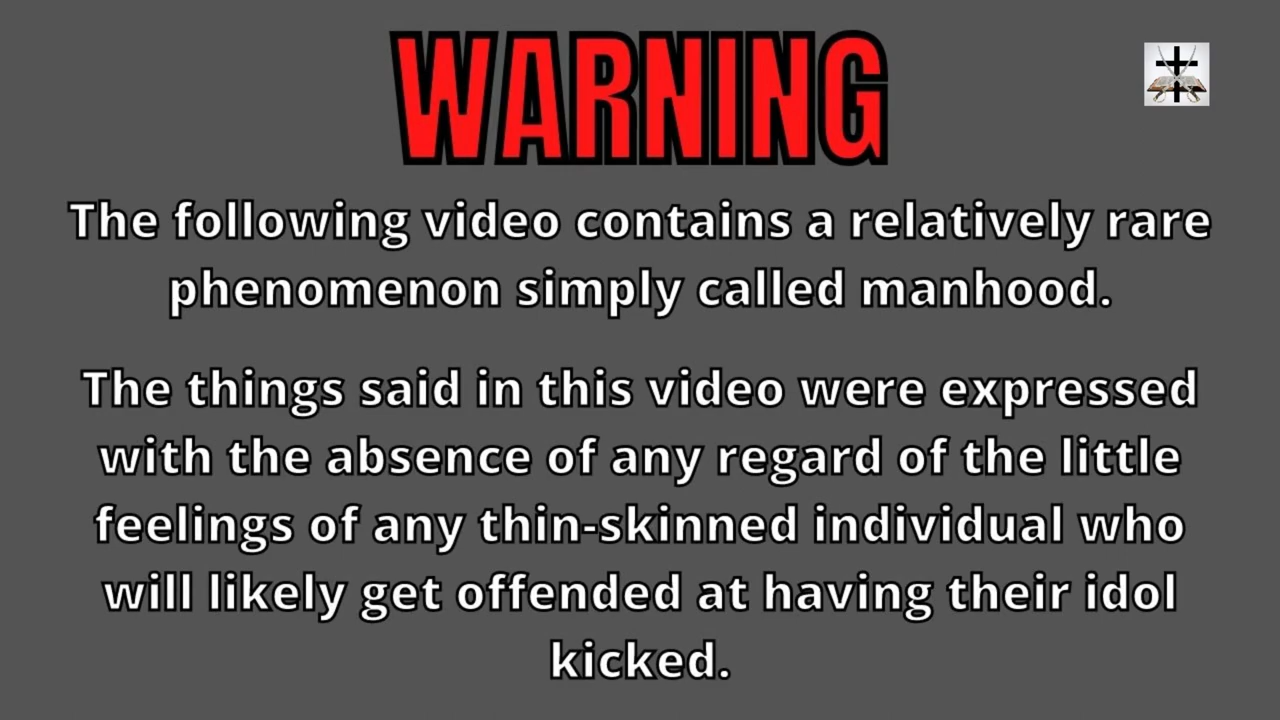 WARNING
The following video contains a relatively rare
phenomenon simply called manhood.
The things said in this video were expressed
with the absence of any regard of the little
feelings of any thin-skinned individual who
will likely get offended at having their idol
kicked.